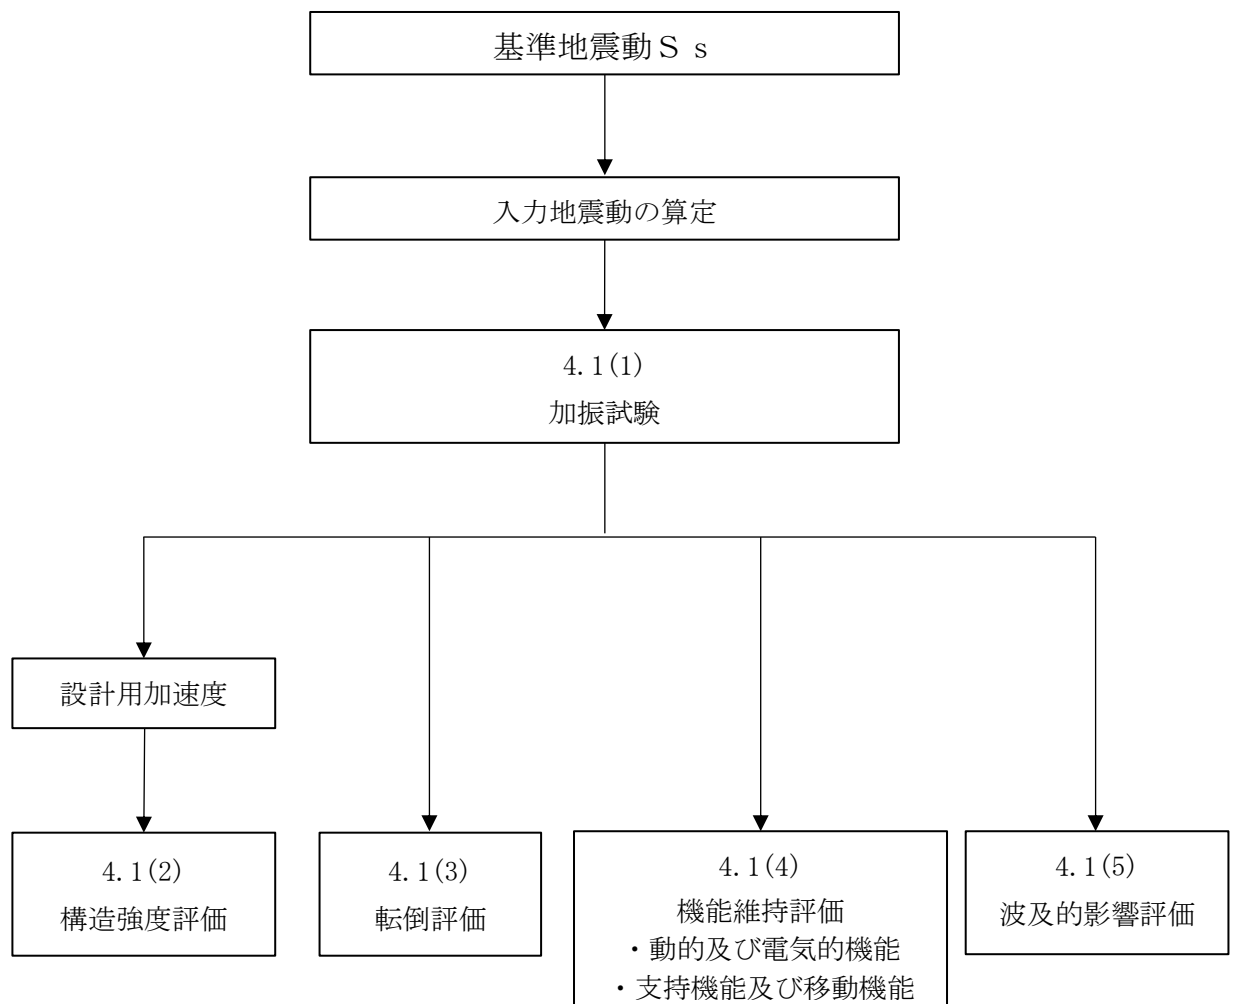 基準地震動Ｓｓ
入力地震動の算定
4.1(1)
加振試験
設計用加速度
4.1(2)
構造強度評価
4.1(3)
転倒評価
4.1(4)
機能維持評価
・動的及び電気的機能
・支持機能及び移動機能
4.1(5)
波及的影響評価